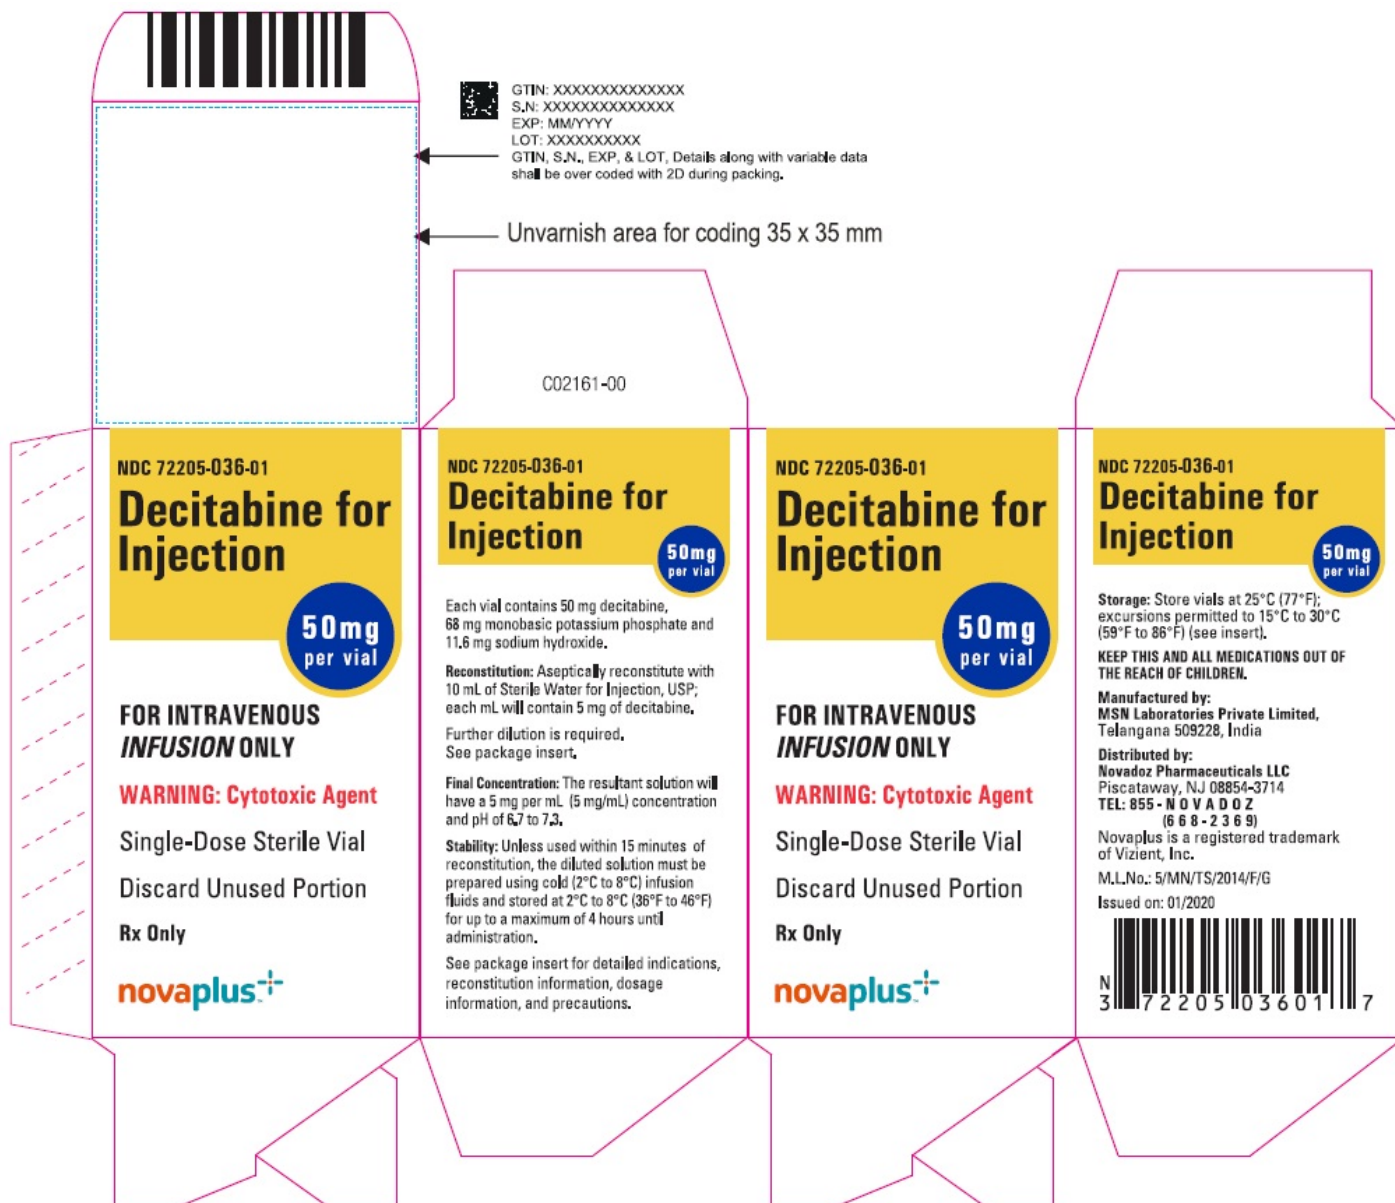 GTIN: XXXXXXXXXXXXXX
S.N: XXXXXXXXXXXXXX
EXP: MM/YYYY
LOT: XXXXXXXXXX
GTIN, S.N., EXP, & LOT, Details along with variable data
shall be over coded with 2D during packing.
Unvarnish area for coding 35 x 35 mm
C02161-00
NDC 72205-036-01
Decitabine for
Injection
50mg
per vial
FOR INTRAVENOUS
INFUSION ONLY
WARNING: Cytotoxic Agent
Single-Dose Sterile Vial
Discard Unused Portion
Rx Only
novaplus™
NDC 72205-036-01
Decitabine for
Injection
50mg
per vial
Each vial contains 50 mg decitabine,
68 mg monobasic potassium phosphate and
11.6 mg sodium hydroxide.
Reconstitution: Aseptically reconstitute with
10 mL of Sterile Water for Injection, USP;
each mL will contain 5 mg of decitabine.
Further dilution is required.
See package insert.
Final Concentration: The resultant solution will
have a 5 mg per mL (5 mg/mL) concentration
and pH of 6.7 to 7.3.
Stability: Unless used within 15 minutes of
reconstitution, the diluted solution must be
prepared using cold (2°C to 8°C) infusion
fluids and stored at 2°C to 8°C (36°F to 46°F)
for up to a maximum of 4 hours until
administration.
See package insert for detailed indications,
reconstitution information, dosage
information, and precautions.
NDC 72205-036-01
Decitabine for
Injection
50mg
per vial
FOR INTRAVENOUS
INFUSION ONLY
WARNING: Cytotoxic Agent
Single-Dose Sterile Vial
Discard Unused Portion
Rx Only
novaplus™
NDC 72205-036-01
Decitabine for
Injection
50mg
per vial
Storage: Store vials at 25°C (77°F);
excursions permitted to 15°C to 30°C
(59°F to 86°F) (see insert).
KEEP THIS AND ALL MEDICATIONS OUT OF
THE REACH OF CHILDREN.
Manufactured by:
MSN Laboratories Private Limited,
Telangana 509228, India
Distributed by:
Novadoz Pharmaceuticals LLC
Piscataway, NJ 08854-3714
TEL: 855 - N O V A D O Z
(6 6 8 - 2 3 6 9)
Novaplus is a registered trademark
of Vizient, Inc.
M.L.No.: 5/MN/TS/2014/F/G
Issued on: 01/2020
N
3 72205 03601 7